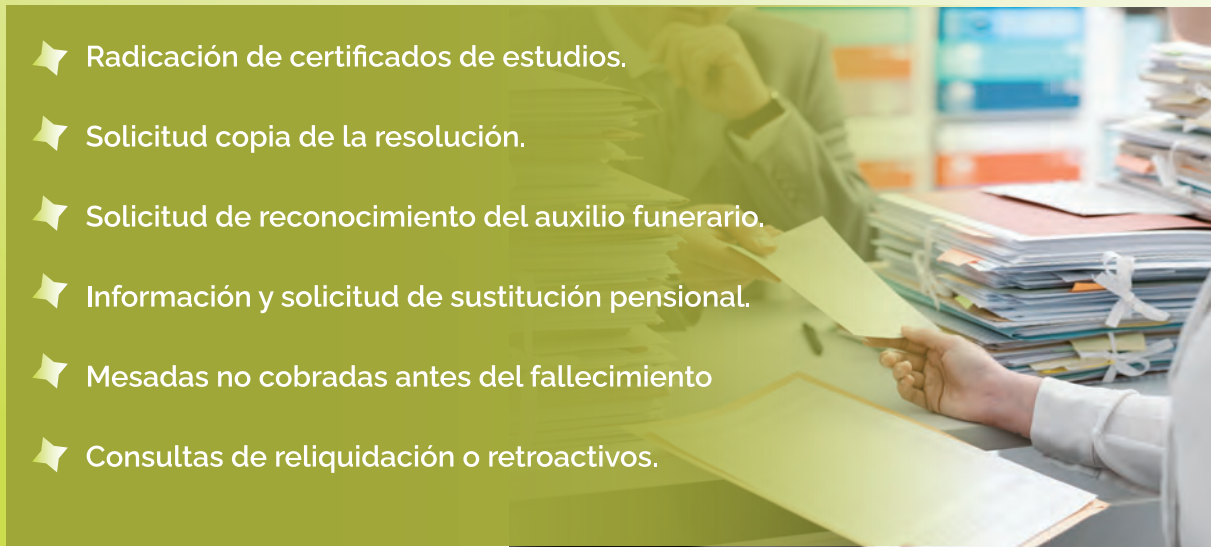 Radicación de certificados de estudios.
Solicitud copia de la resolución.
Solicitud de reconocimiento del auxilio funerario.
Información y solicitud de sustitución pensional.
Mesadas no cobradas antes del fallecimiento
Consultas de reliquidación o retroactivos.